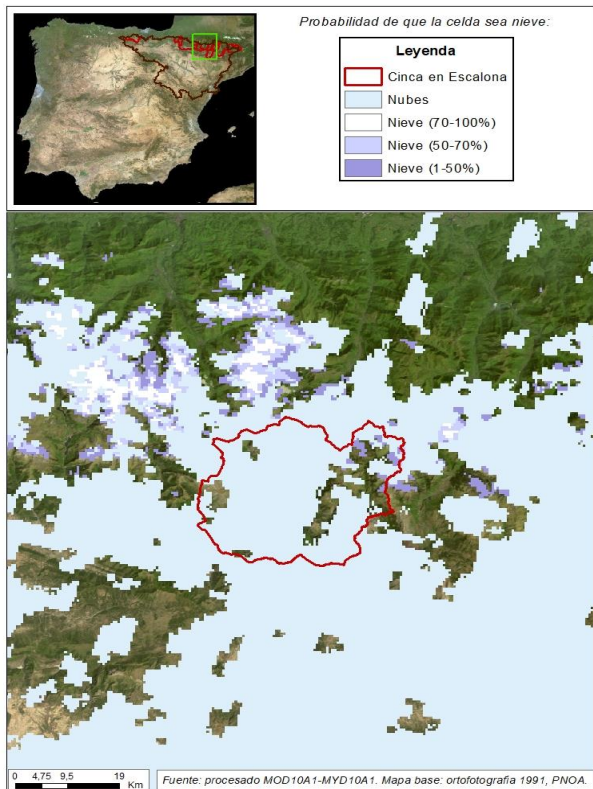 Probabilidad de que la celda sea nieve:
Leyenda
Cinca en Escalona
Nubes
Nieve (70-100%)
Nieve (50-70%)
Nieve (1-50%)
0 4,75 9,5 19
Km
Fuente: procesado MOD10A1-MYD10A1. Mapa base: ortofotografia 1991, PNOA.